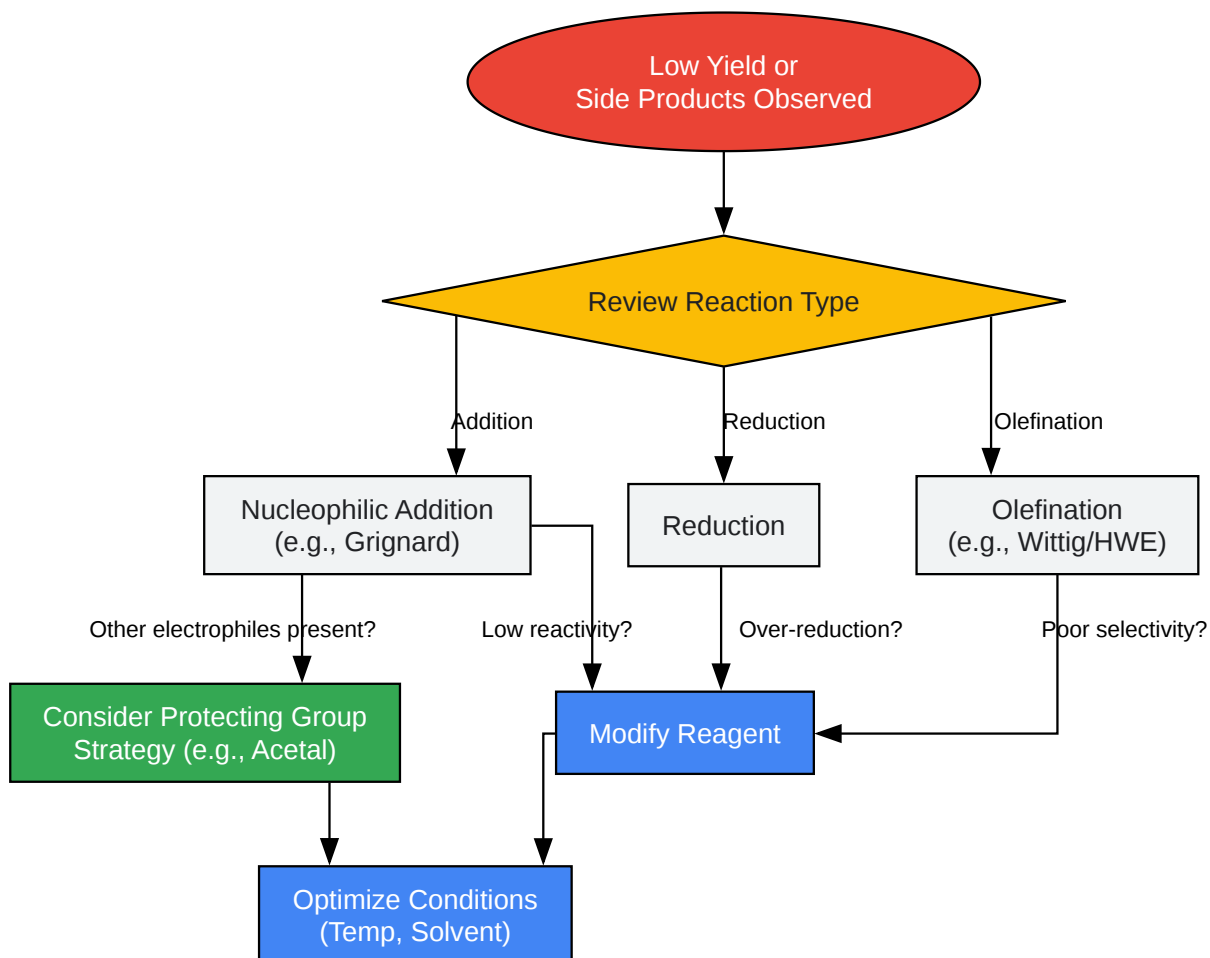 Low Yield or
Side Products Observed
Review Reaction Type
Addition
Reduction
Olefination
Nucleophilic Addition
(e.g., Grignard)
Reduction
Olefination
(e.g., Wittig/HWE)
Other electrophiles present?
Low reactivity?
Over-reduction?
Poor selectivity?
Consider Protecting Group
Strategy (e.g., Acetal)
Modify Reagent
Optimize Conditions
(Temp, Solvent)